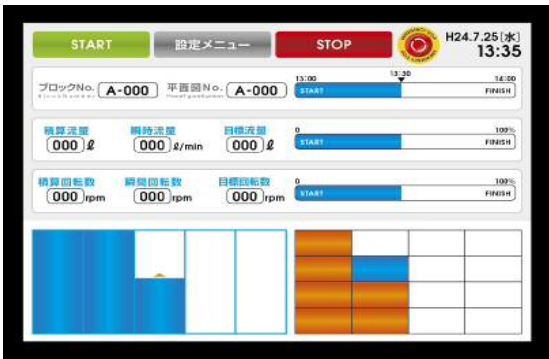 START 設定メニュー STOP H24.7.25[水]
13:35
13:00 13:30 14:00
ブロックNo. A-000 平面図No. A-000 START FINISH
積算流量 瞬時流量 目標流量 0 100%
000 ℓ 000 ℓ/min 000 ℓ START FINISH
積算回転数 瞬間回転数 目標回転数 0 100%
000 rpm 000 rpm 000 rpm START FINISH